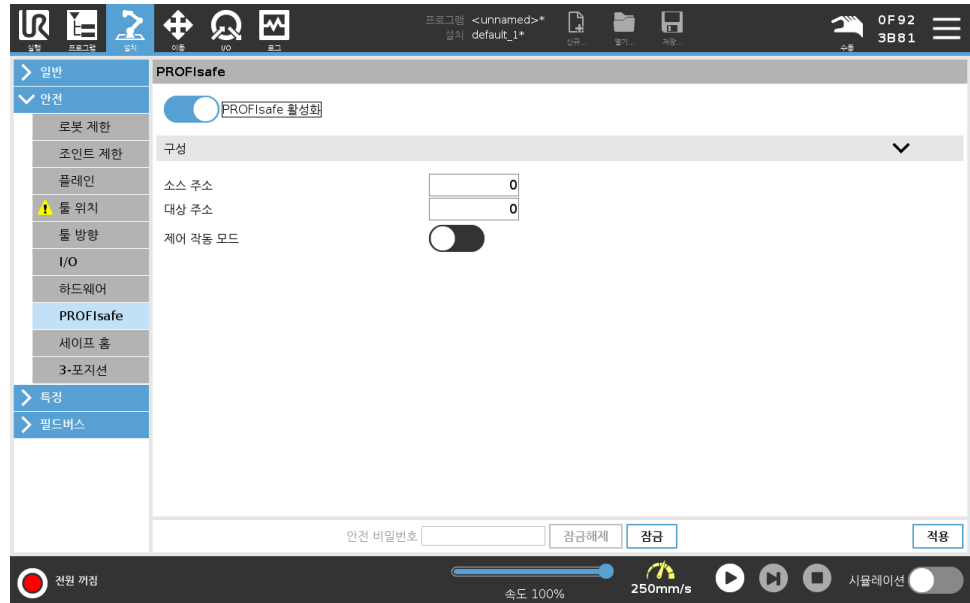 UR
실행
프로그램
설치
이동
I/O
로그
프로그램 <unnamed>*
설치 default_1*
신규...
열기...
저장...
수동
0F92
3B81
일반
안전
로봇 제한
조인트 제한
플레인
툴 위치
툴 방향
I/O
하드웨어
PROFIsafe
세이프 홈
3-포지션
특징
필드버스
PROFIsafe
PROFIsafe 활성화
구성
소스 주소 0
대상 주소 0
제어 작동 모드
안전 비밀번호 잠금해제 잠금 적용
전원 꺼짐
속도 100%
250mm/s
시뮬레이션